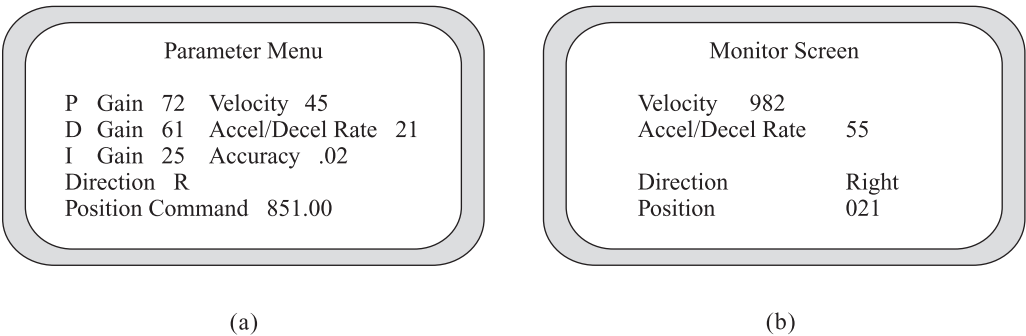 Parameter Menu
P Gain 72 Velocity 45
D Gain 61 Accel/Decel Rate 21
I Gain 25 Accuracy .02
Direction R
Position Command 851.00
(a)
Monitor Screen
Velocity 982
Accel/Decel Rate 55
Direction Right
Position 021
(b)